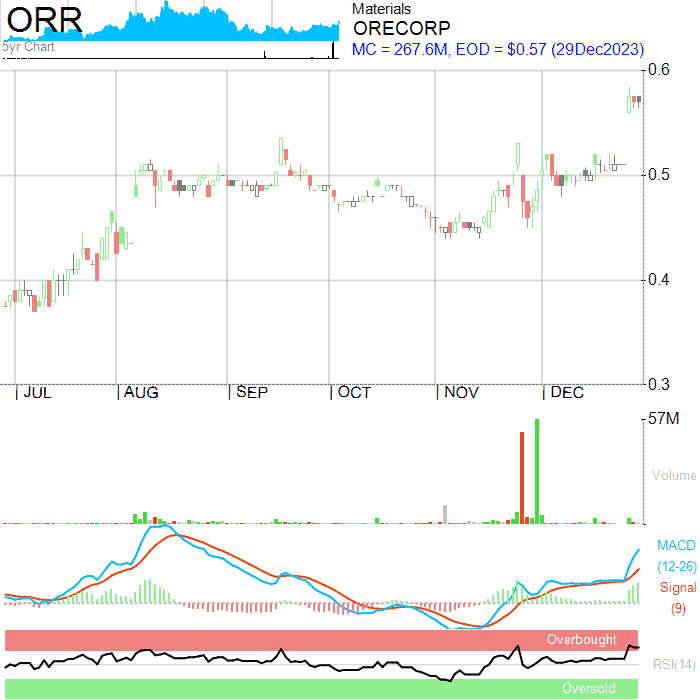 ORR
5yr Chart
Materials
ORECORP
MC = 267.6M, EOD = $0.57 (29Dec2023)
0.6
0.5
0.4
0.3
|JUL |AUG |SEP |OCT |NOV |DEC
57M
Volume
MACD
(12-26)
Signal
(9)
Overbought
RSI(14)
Oversold